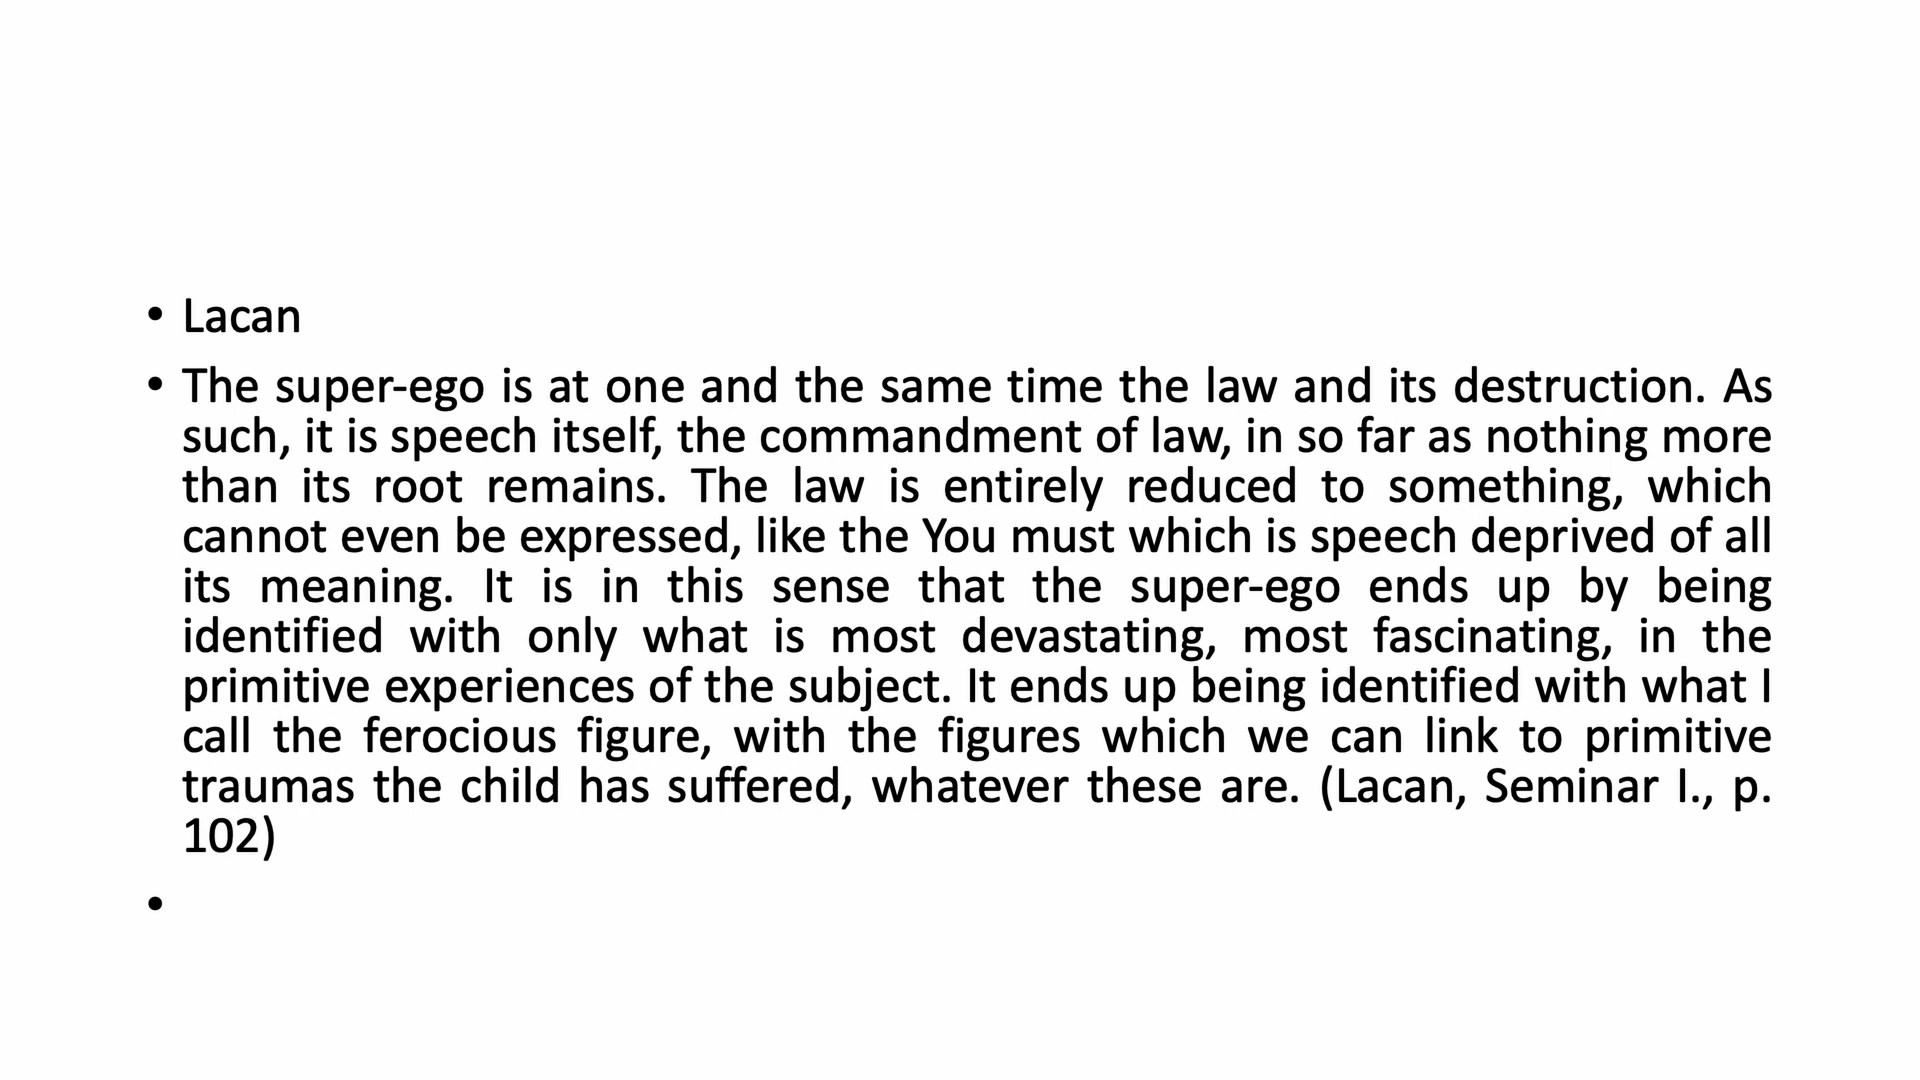 • Lacan
• The super-ego is at one and the same time the law and its destruction. As
such, it is speech itself, the commandment of law, in so far as nothing more
than its root remains. The law is entirely reduced to something, which
cannot even be expressed, like the You must which is speech deprived of all
its meaning. It is in this sense that the super-ego ends up by being
identified with only what is most devastating, most fascinating, in the
primitive experiences of the subject. It ends up being identified with what I
call the ferocious figure, with the figures which we can link to primitive
traumas the child has suffered, whatever these are. (Lacan, Seminar I., p.
102)
•